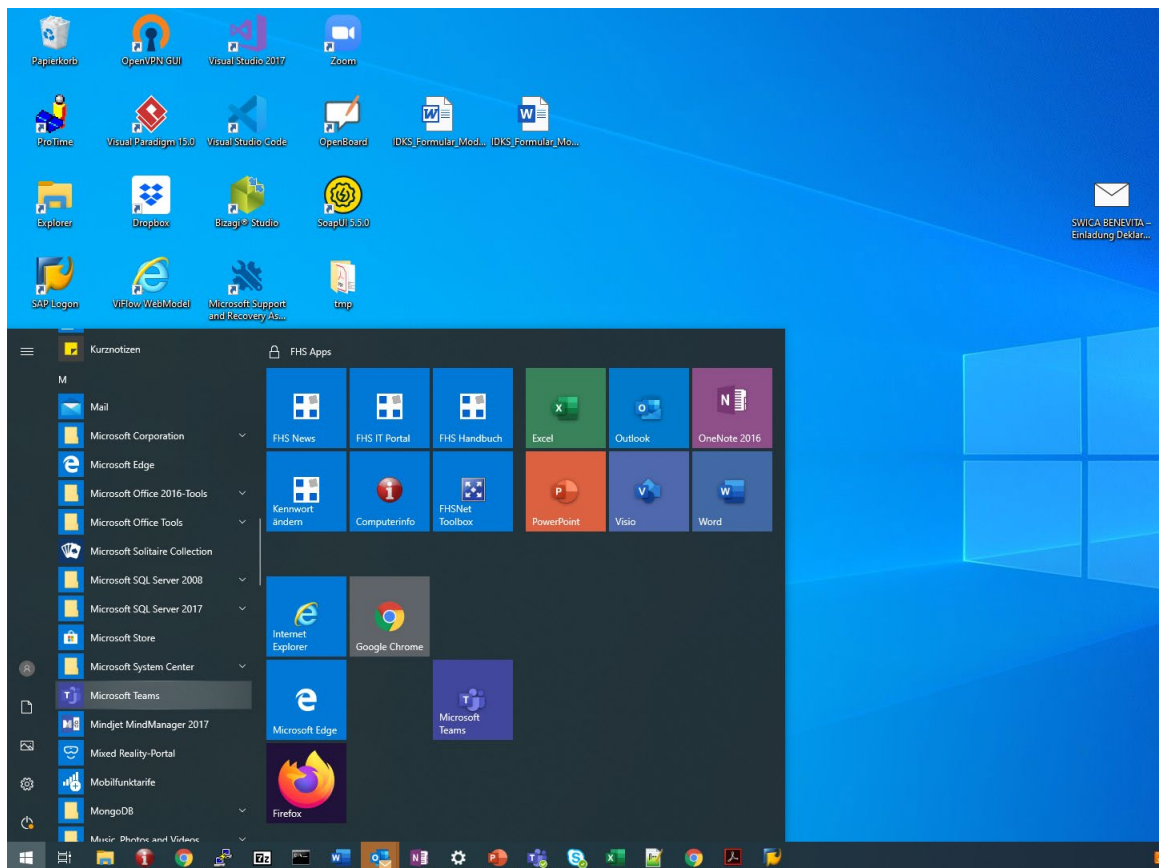 Papierkorb
OpenVPN GUI
Visual Studio 2017
Zoom
ProTime
Visual Paradigm 15.0
Visual Studio Code
OpenBoard
IDKS_Formular_Mod...
IDKS_Formular_Mo...
Explorer
Dropbox
Bizagi® Studio
SoapUI 5.5.0
SWICA BENEVITA –
Einladung Deklar...
SAP Logon
ViFlow WebModel
Microsoft Support
and Recovery As...
tmp
Kurznotizen
M
Mail
Microsoft Corporation
Microsoft Edge
Microsoft Office 2016-Tools
Microsoft Office Tools
Microsoft Solitaire Collection
Microsoft SQL Server 2008
Microsoft SQL Server 2017
Microsoft Store
Microsoft System Center
Microsoft Teams
Mindjet MindManager 2017
Mixed Reality-Portal
Mobilfunktarife
MongoDB
Music, Photos and Videos
FHS Apps
FHS News
FHS IT Portal
FHS Handbuch
Excel
Outlook
OneNote 2016
Kennwort
ändern
Computerinfo
FHSNet
Toolbox
PowerPoint
Visio
Word
Internet
Explorer
Google Chrome
Microsoft Edge
Microsoft
Teams
Firefox